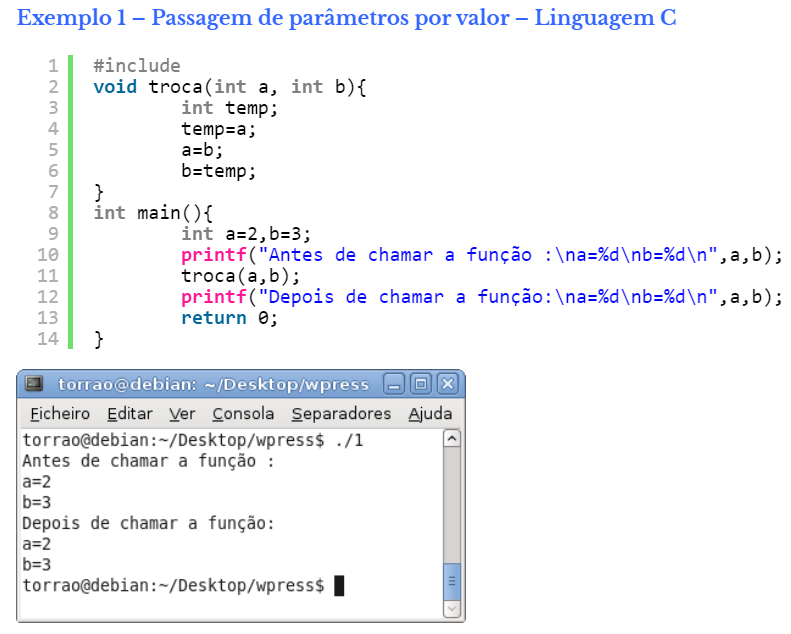 Exemplo 1 – Passagem de parâmetros por valor – Linguagem C
1 #include
2 void troca(int a, int b){
3 int temp;
4 temp=a;
5 a=b;
6 b=temp;
7 }
8 int main(){
9 int a=2,b=3;
10 printf("Antes de chamar a função :\na=%d\nb=%d\n",a,b);
11 troca(a,b);
12 printf("Depois de chamar a função:\na=%d\nb=%d\n",a,b);
13 return 0;
14 }
torrao@debian: ~/Desktop/wpress
Ficheiro Editar Ver Consola Separadores Ajuda
torrao@debian:~/Desktop/wpress$ ./1
Antes de chamar a função :
a=2
b=3
Depois de chamar a função:
a=2
b=3
torrao@debian:~/Desktop/wpress$